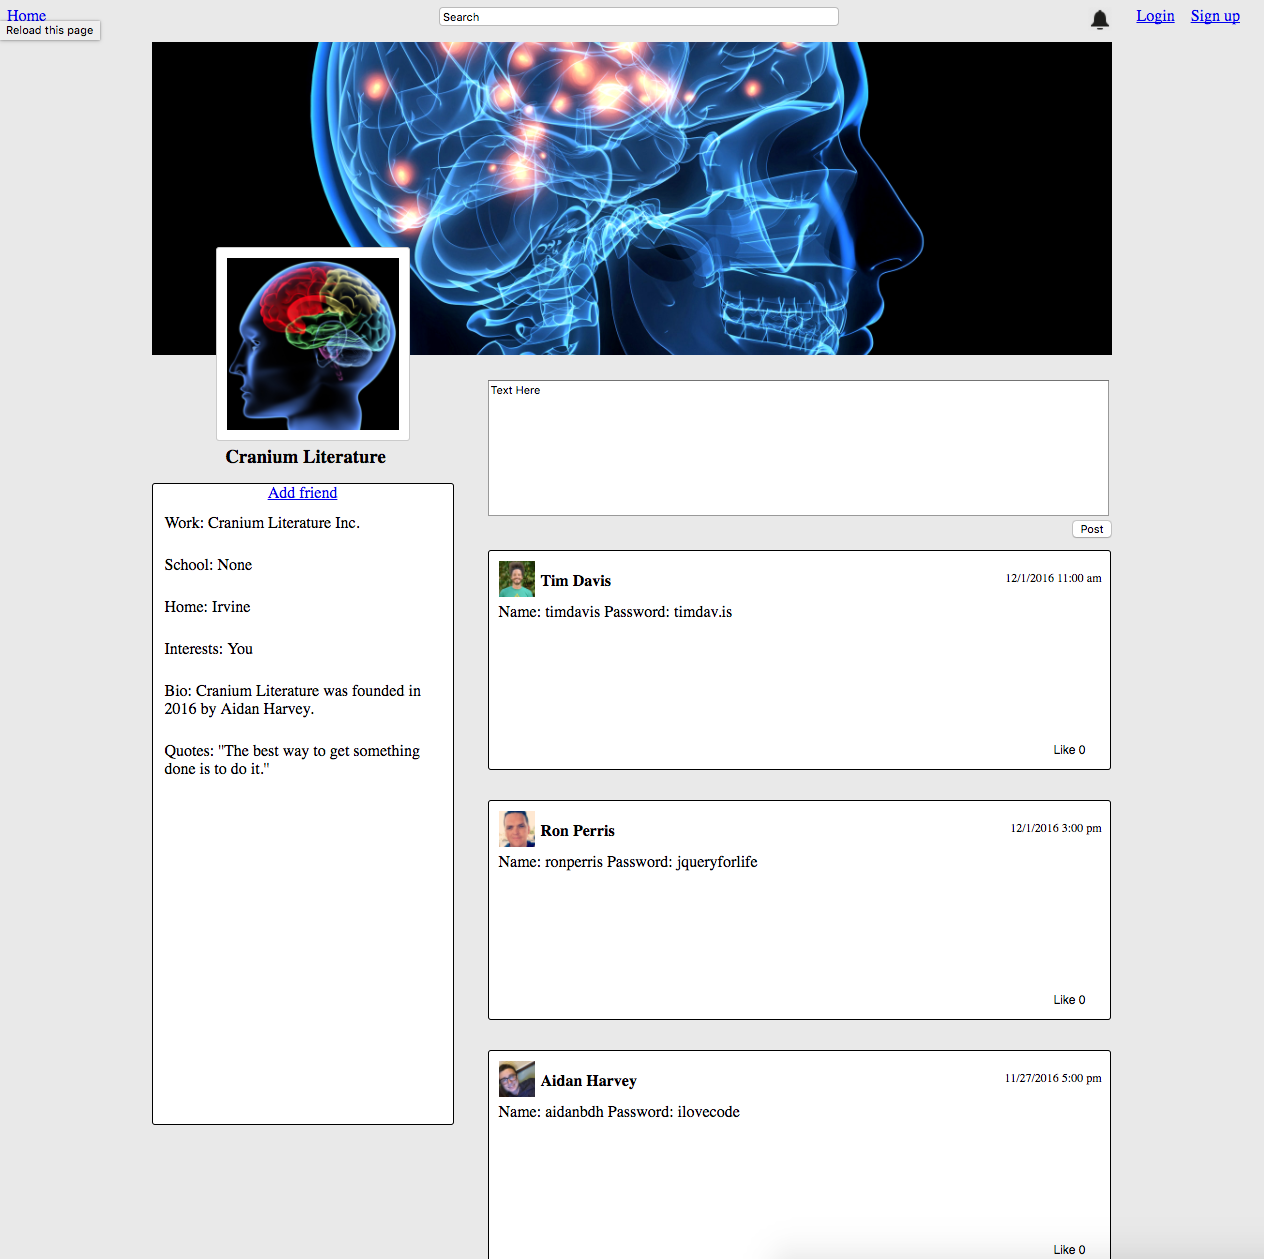 Home
Search
Login Sign up
Reload this page
Text Here
Cranium Literature
Add friend
Work: Cranium Literature Inc.
School: None
Home: Irvine
Interests: You
Bio: Cranium Literature was founded in
2016 by Aidan Harvey.
Quotes: "The best way to get something
done is to do it."
Post
Tim Davis
12/1/2016 11:00 am
Name: timdavis Password: timdav.is
Like 0
Ron Perris
12/1/2016 3:00 pm
Name: ronperris Password: jqueryforlife
Like 0
Aidan Harvey
11/27/2016 5:00 pm
Name: aidanbdh Password: ilovecode
Like 0